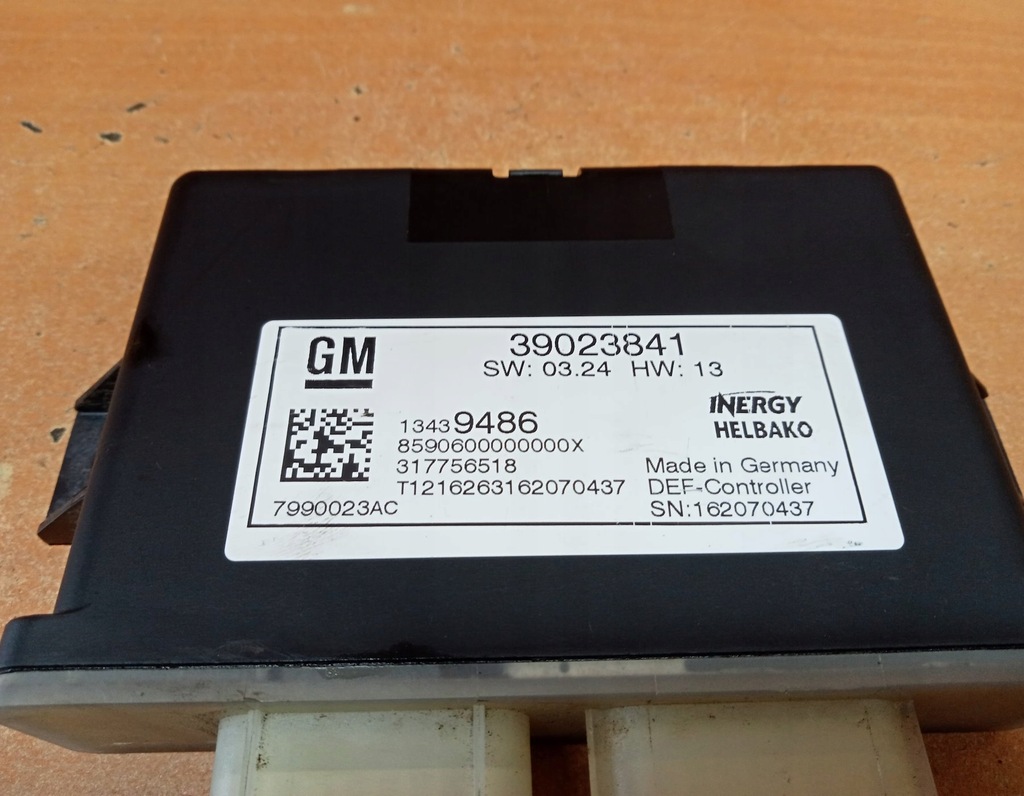 GM
39023841
SW: 03.24 HW: 13
13439486
8590600000000X
317756518
T1216263162070437
7990023AC
INERGY
HELBAKO
Made in Germany
DEF-Controller
SN:162070437